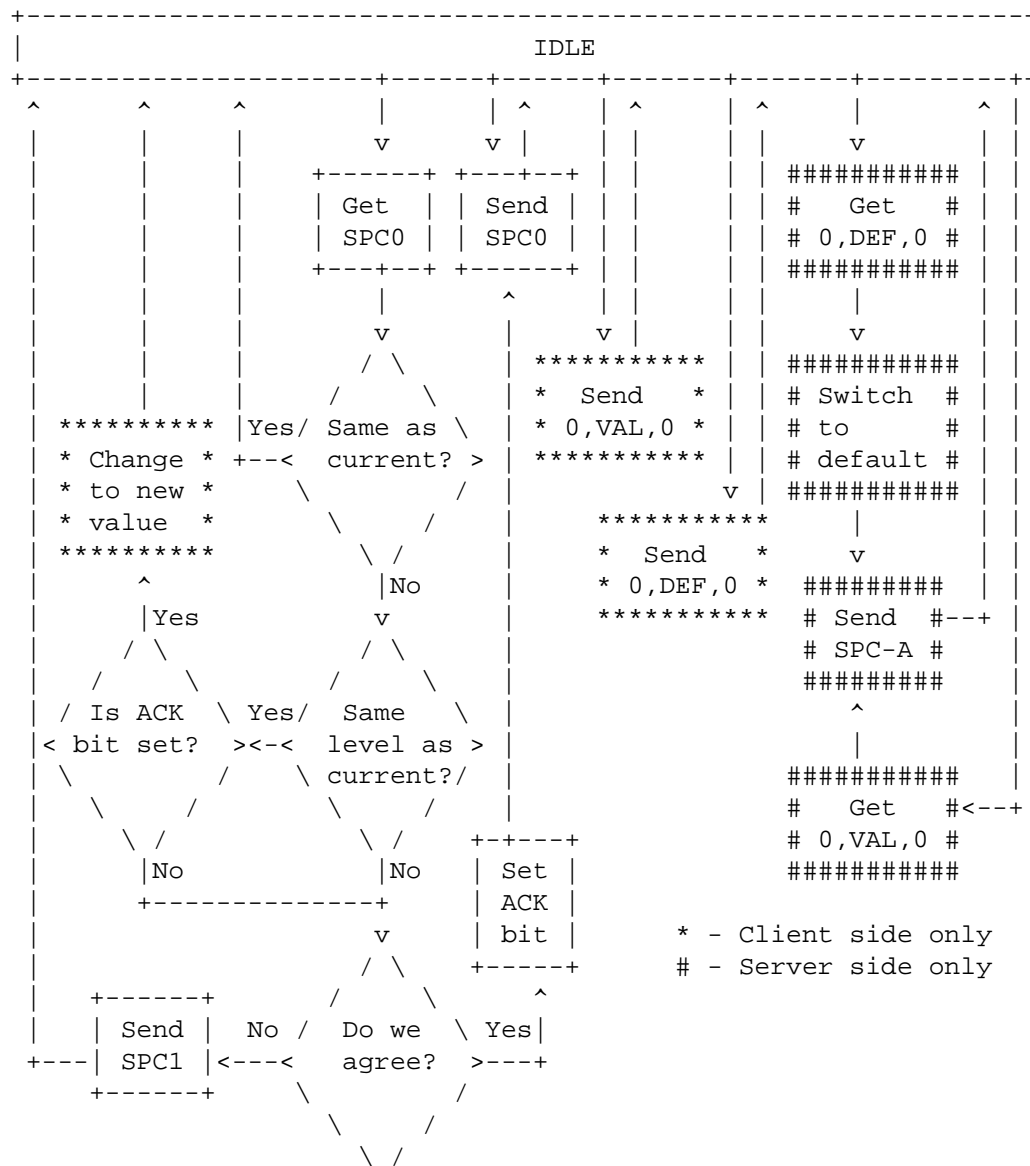 IDLE
Get Send # Get #
SPC0 SPC0 # 0,DEF,0 #
* Send * # Switch #
********** Yes Same as * 0,VAL,0 * # to #
* Change * current? # default #
* to new *
* value *
* Send *
No * 0,DEF,0 *
Yes # Send #
# SPC-A #
Is ACK Yes Same
bit set? level as
current?
# Get #
# 0,VAL,0 #
No No Set
ACK
bit * - Client side only
# - Server side only
Send No Do we Yes
SPC1 agree?